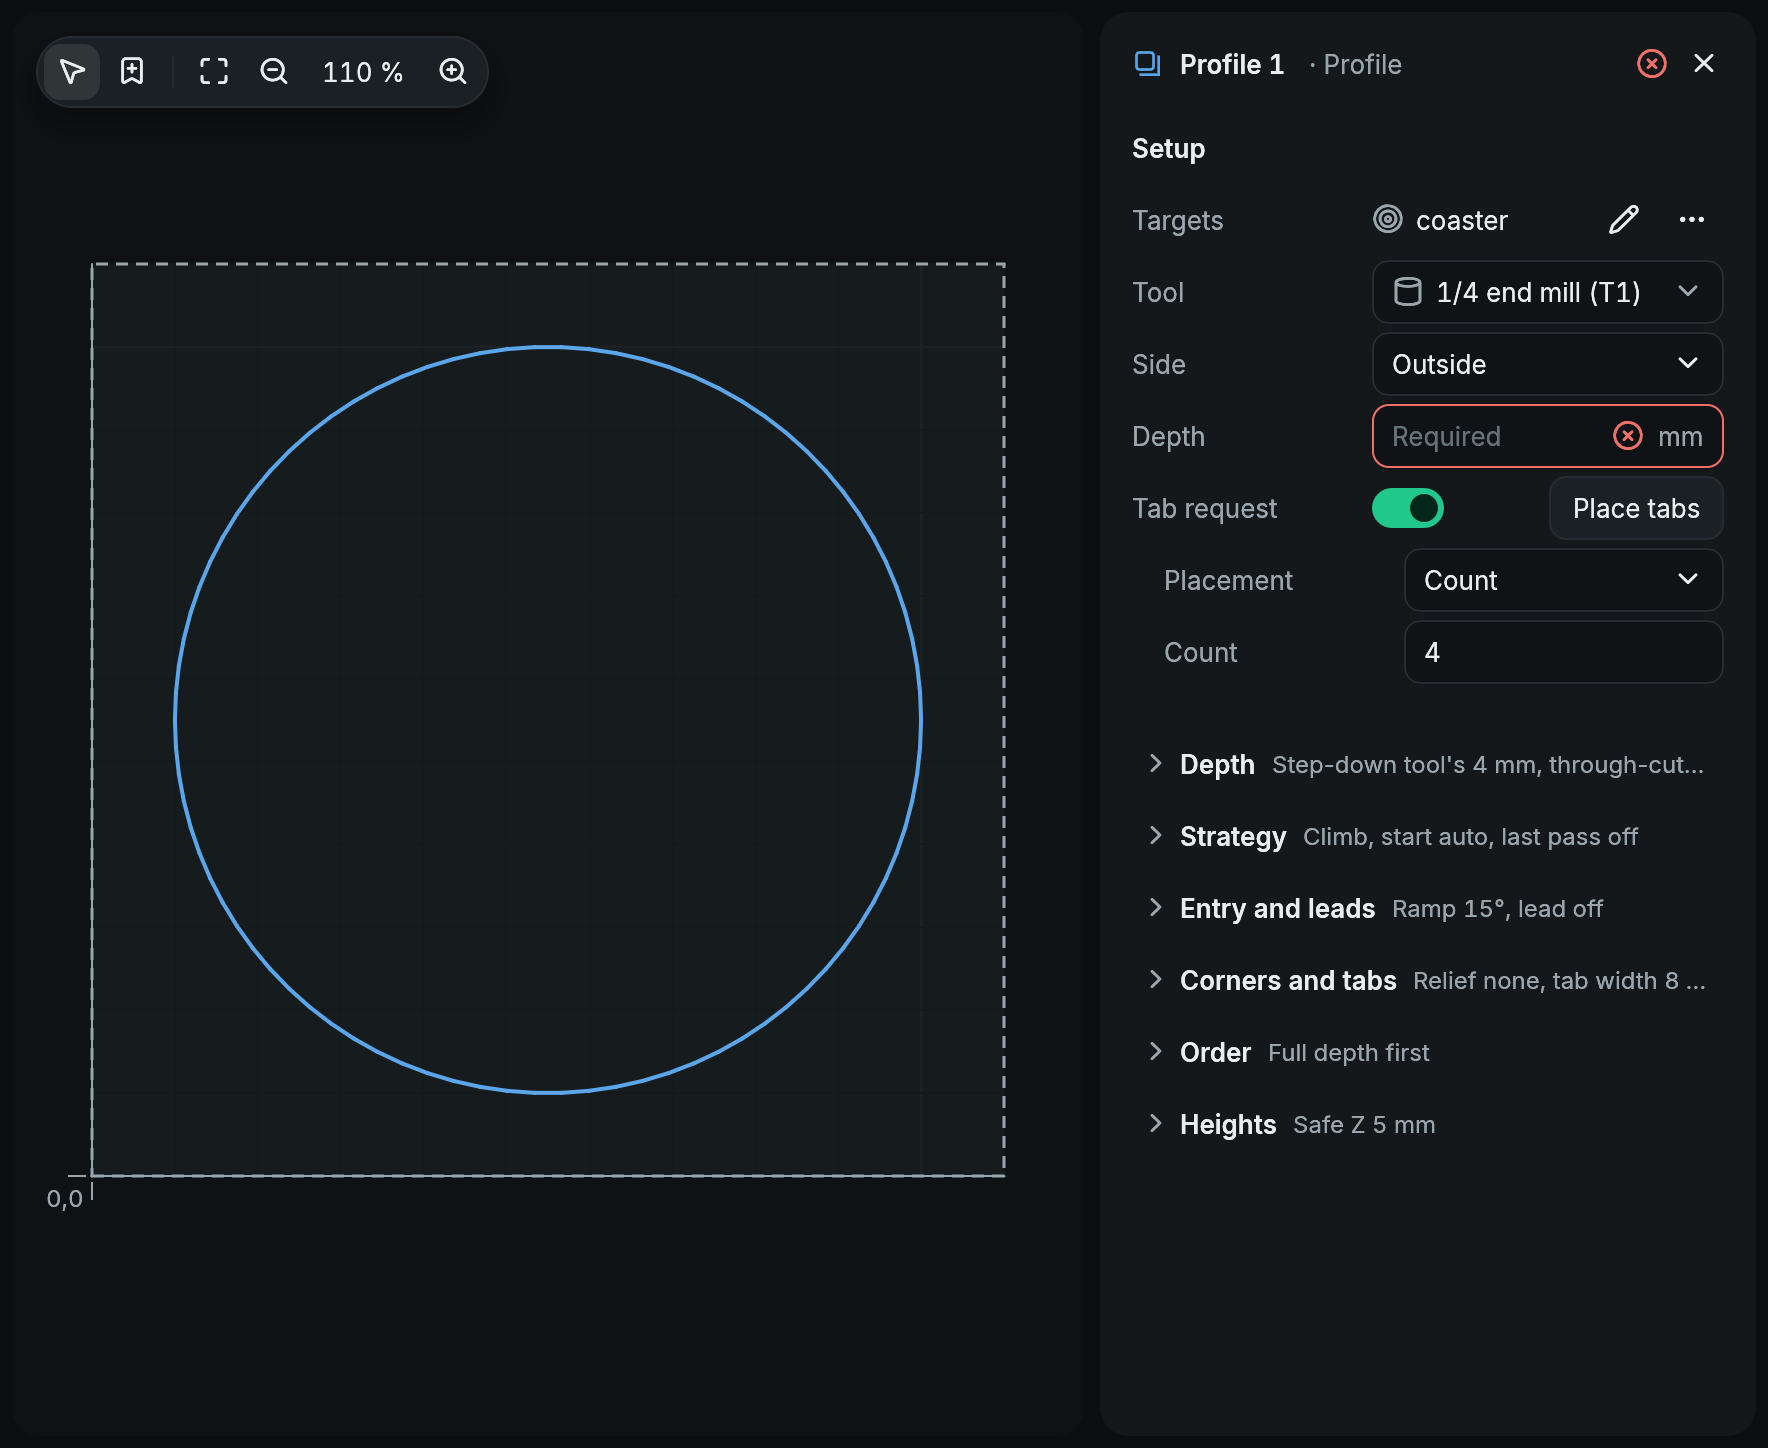 110 %
Profile 1 · Profile
Setup
Targets coaster
Tool 1/4 end mill (T1)
Side Outside
Depth Required mm
Tab request Place tabs
Placement Count
Count 4
Depth Step-down tool's 4 mm, through-cut...
Strategy Climb, start auto, last pass off
Entry and leads Ramp 15°, lead off
Corners and tabs Relief none, tab width 8 ...
Order Full depth first
Heights Safe Z 5 mm
0,0